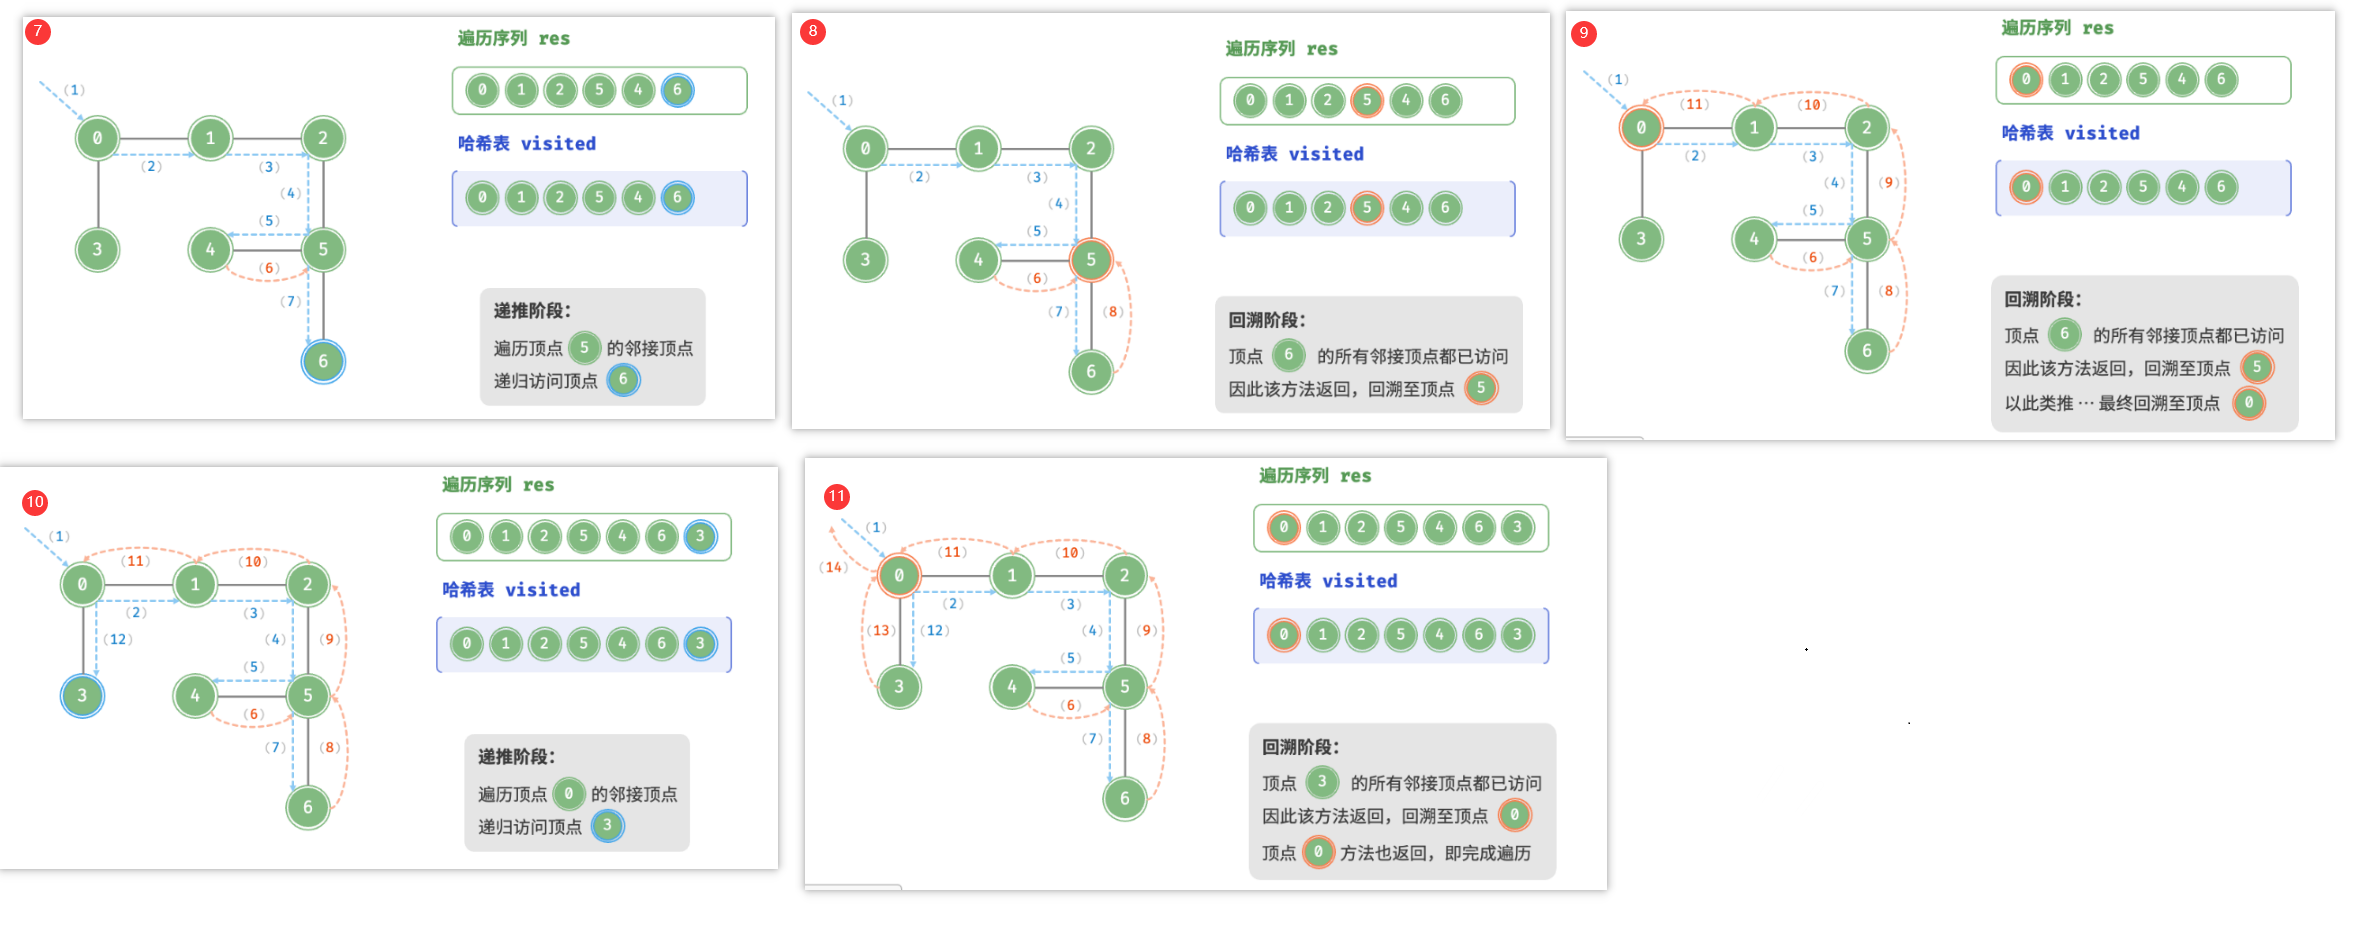 7
遍历序列 res
0 1 2 5 4 6
哈希表 visited
0 1 2 5 4 6
(1)
0 1 2
(2) (3)
(4)
(5)
3 4 5
(6)
(7)
6
递推阶段：
遍历顶点 5 的邻接顶点
递归访问顶点 6
8
遍历序列 res
0 1 2 5 4 6
哈希表 visited
0 1 2 5 4 6
(1)
0 1 2
(2) (3)
(4)
(5)
3 4 5
(6)
(7) (8)
6
回溯阶段：
顶点 6 的所有邻接顶点都已访问
因此该方法返回，回溯至顶点 5
9
遍历序列 res
0 1 2 5 4 6
哈希表 visited
0 1 2 5 4 6
(1)
(11) (10)
0 1 2
(2) (3)
(4) (9)
(5)
3 4 5
(6)
(7) (8)
6
回溯阶段：
顶点 6 的所有邻接顶点都已访问
因此该方法返回，回溯至顶点 5
以此类推 … 最终回溯至顶点 0
10
遍历序列 res
0 1 2 5 4 6 3
哈希表 visited
0 1 2 5 4 6 3
(1)
(11) (10)
0 1 2
(2) (3)
(12) (4) (9)
(5)
3 4 5
(6)
(7) (8)
6
递推阶段：
遍历顶点 0 的邻接顶点
递归访问顶点 3
11
遍历序列 res
0 1 2 5 4 6 3
哈希表 visited
0 1 2 5 4 6 3
(1)
(11) (10)
(14)
0 1 2
(2) (3)
(13) (12) (4) (9)
(5)
3 4 5
(6)
(7) (8)
6
回溯阶段：
顶点 3 的所有邻接顶点都已访问
因此该方法返回，回溯至顶点 0
顶点 0 方法也返回，即完成遍历